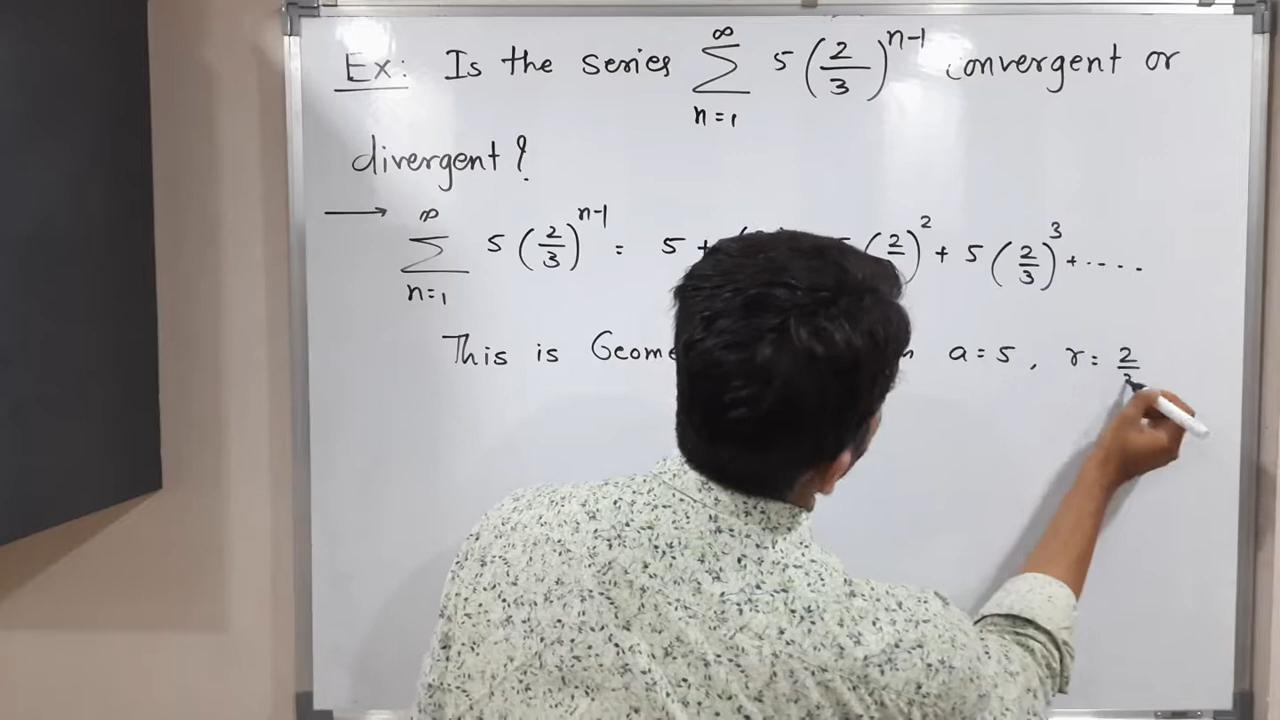 Ex: Is the series ∞ Σ n=1 5 (2/3)^n-1 convergent or
divergent?
→ ∞ Σ n=1 5 (2/3)^n-1 = 5 + (2/3)^2 + 5 (2/3)^3 + ....
This is a = 5, r = 2/3